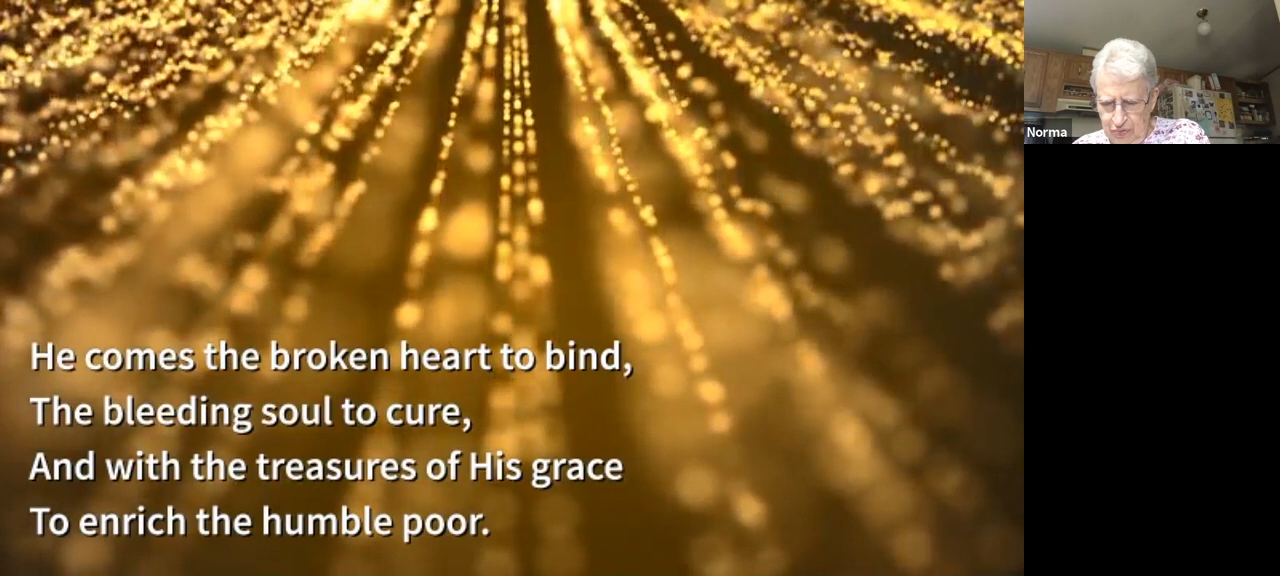 He comes the broken heart to bind,
The bleeding soul to cure,
And with the treasures of His grace
To enrich the humble poor.
Norma